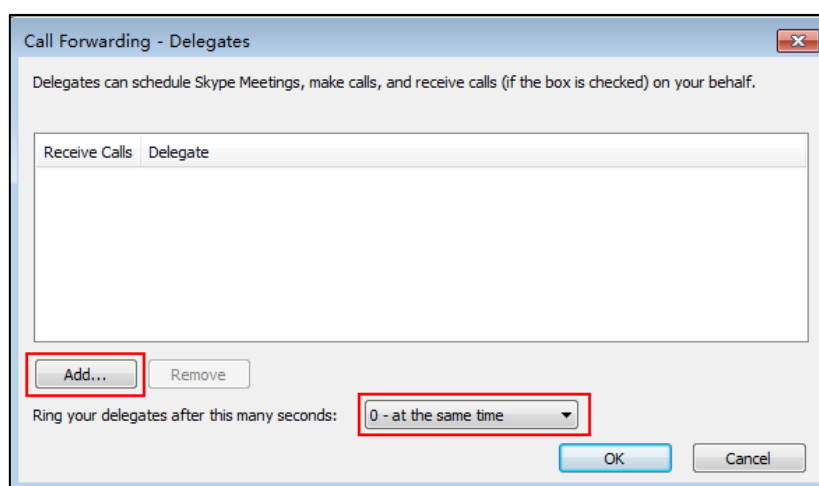 Call Forwarding - Delegates
Delegates can schedule Skype Meetings, make calls, and receive calls (if the box is checked) on your behalf.
Receive Calls Delegate
Add... Remove
Ring your delegates after this many seconds: 0 - at the same time
OK Cancel